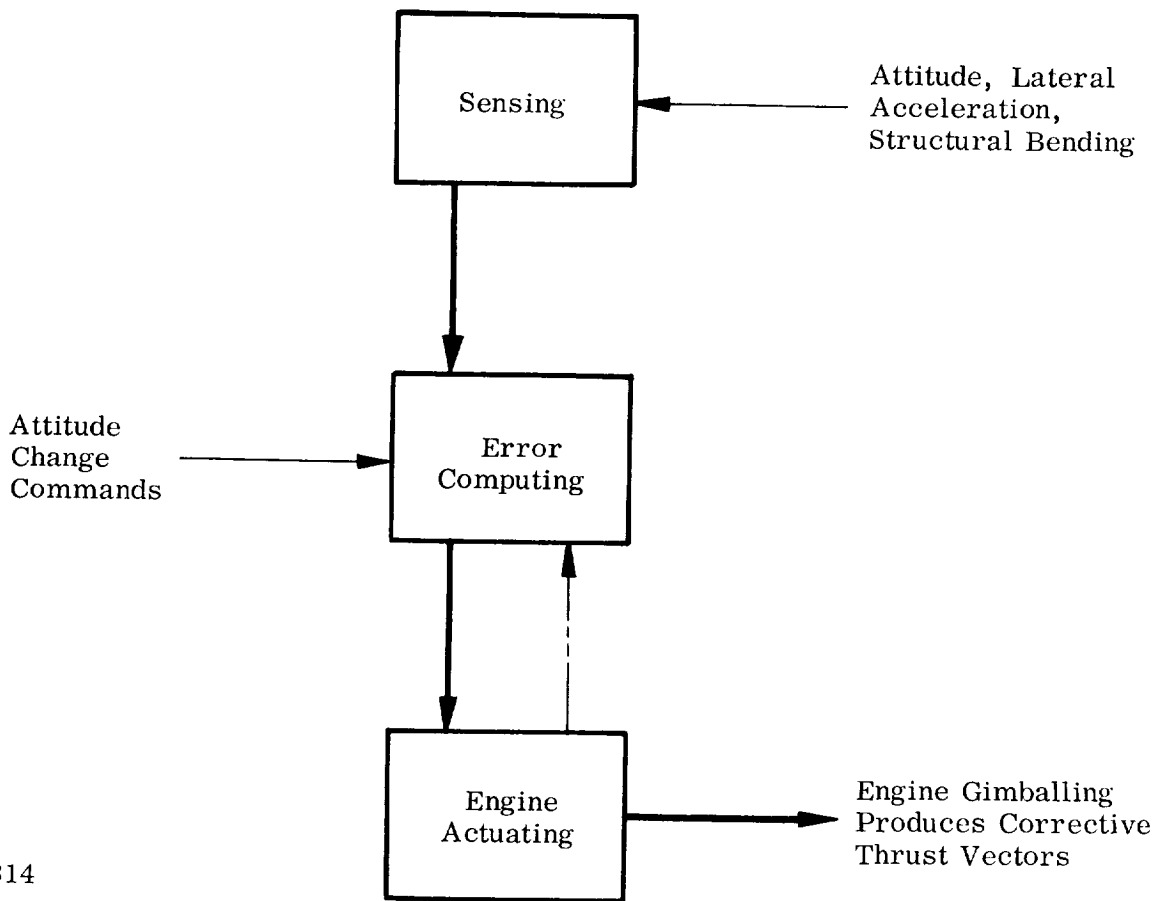 Sensing
Attitude, Lateral
Acceleration,
Structural Bending
Attitude
Change
Commands
Error
Computing
Engine
Actuating
Engine Gimballing
Produces Corrective
Thrust Vectors